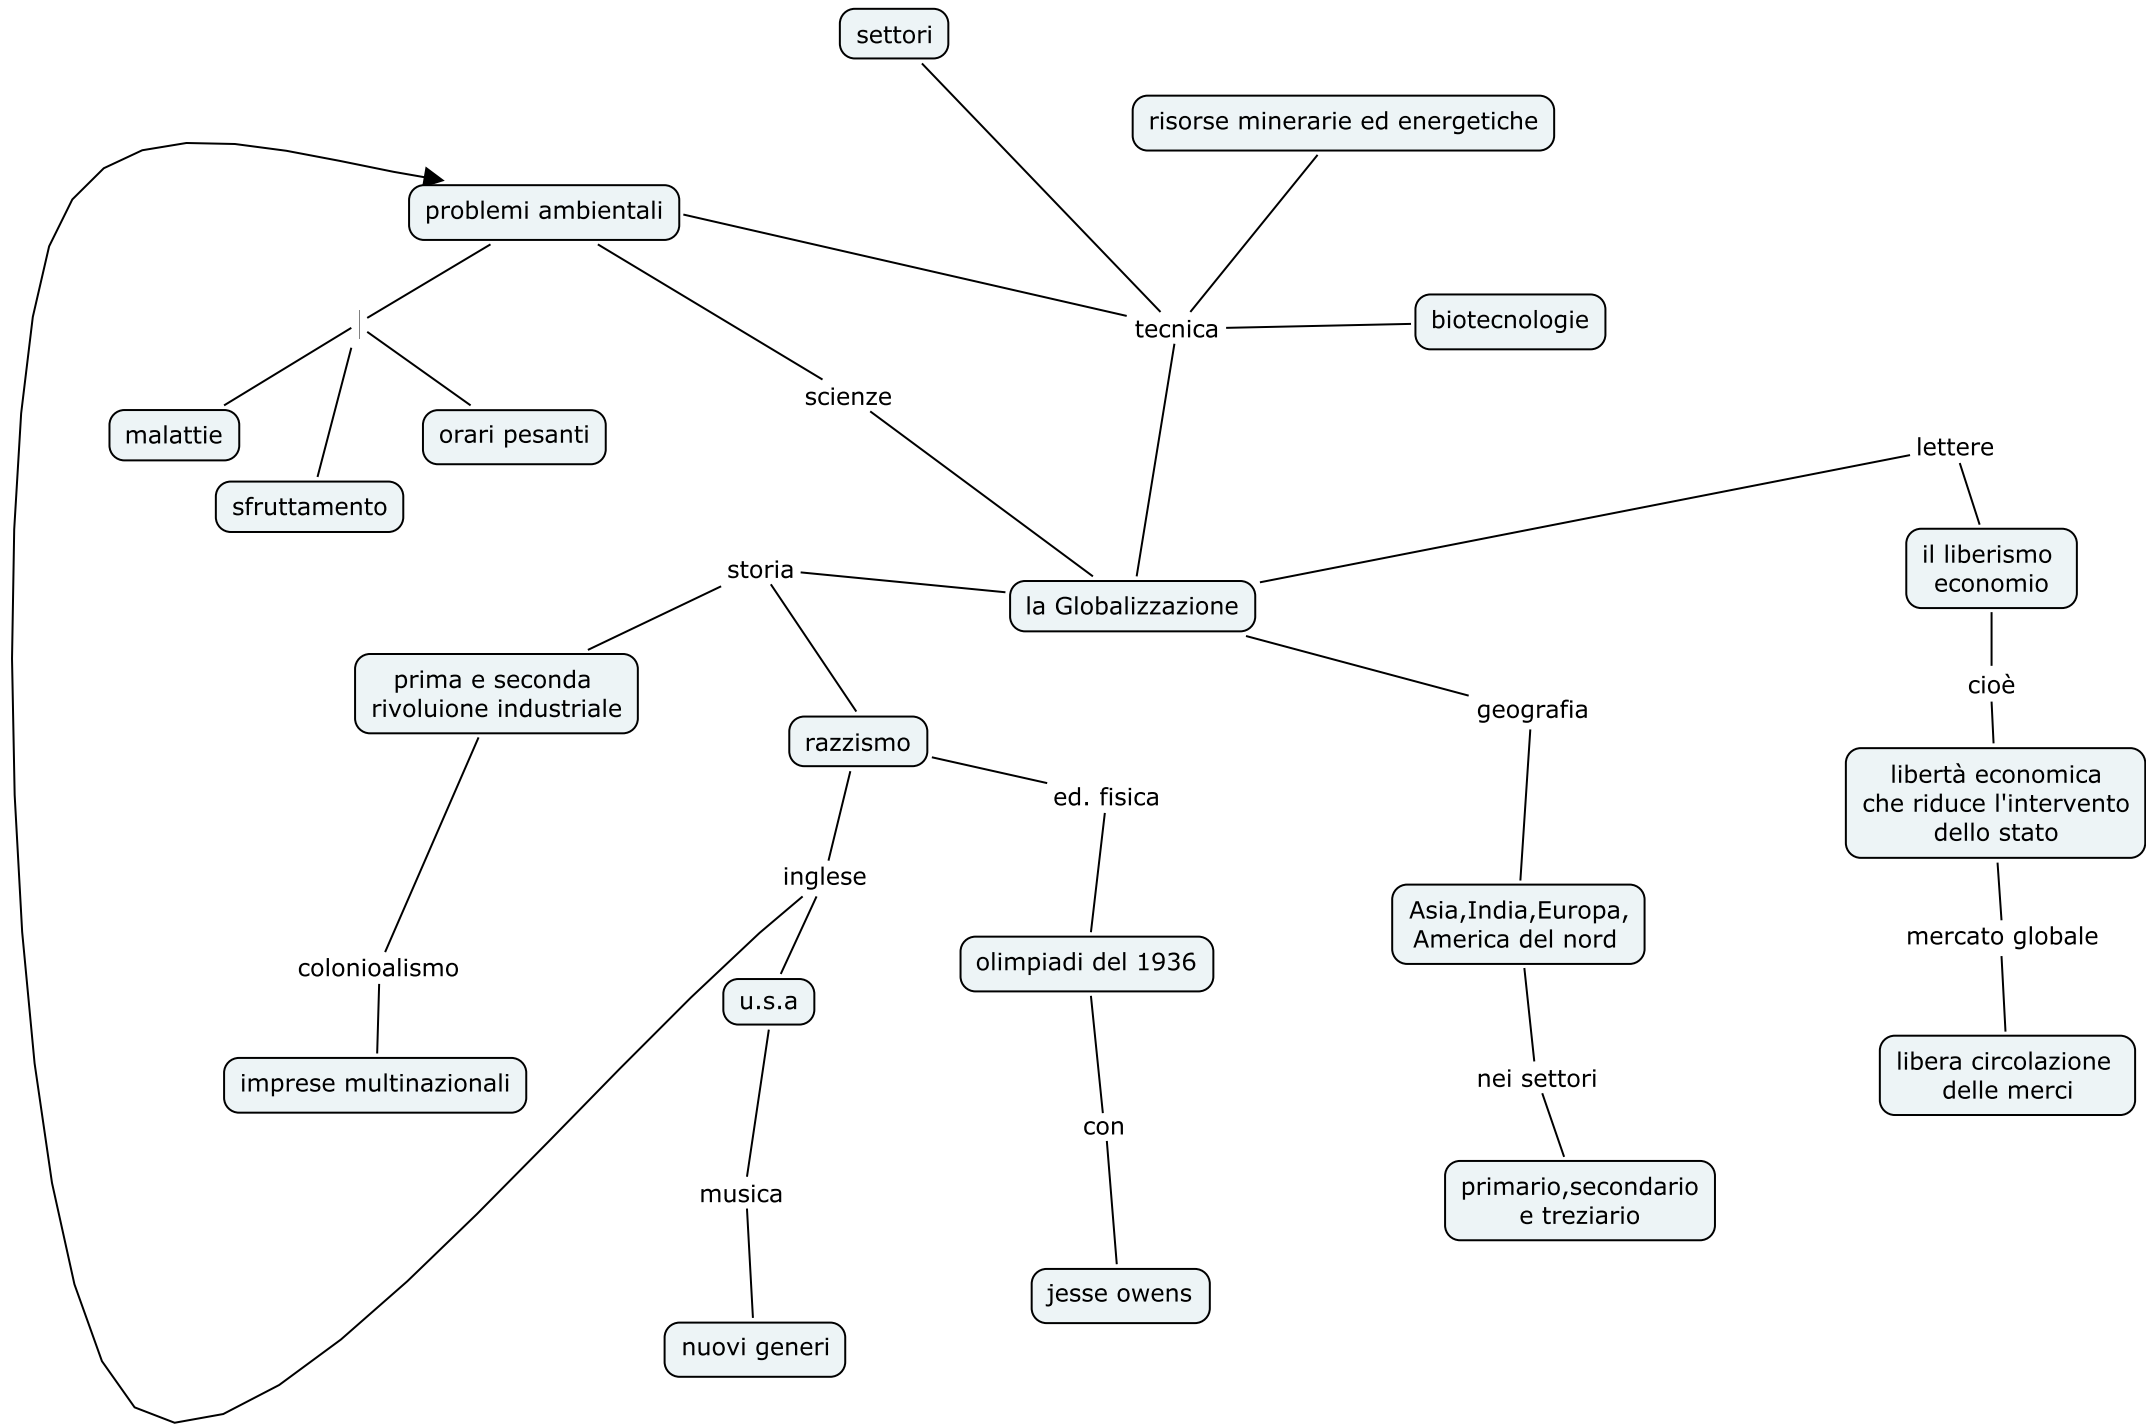 settori
risorse minerarie ed energetiche
problemi ambientali
tecnica
biotecnologie
scienze
malattie
orari pesanti
sfruttamento
lettere
il liberismo
economio
storia
la Globalizzazione
prima e seconda
rivoluione industriale
cioè
geografia
razzismo
libertà economica
che riduce l'intervento
dello stato
ed. fisica
inglese
Asia,India,Europa,
America del nord
mercato globale
colonioalismo
olimpiadi del 1936
u.s.a
imprese multinazionali
nei settori
libera circolazione
delle merci
con
musica
primario,secondario
e treziario
jesse owens
nuovi generi